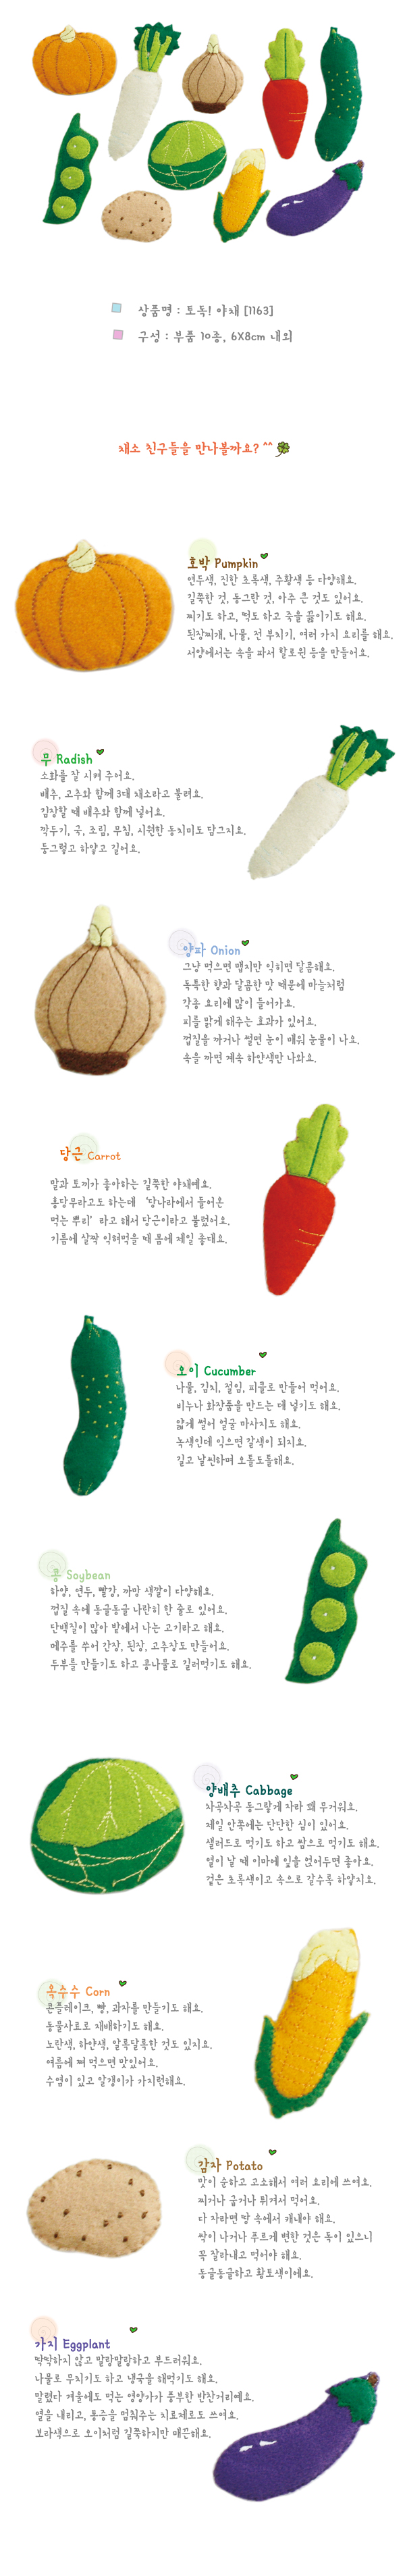 상품명 : 토독! 야채 [1163]
구성 : 부품 10종, 6X8cm 내외
채소 친구들을 만나볼까요? ^^
호박 Pumpkin
연두색, 진한 초록색, 주황색 등 다양해요.
길쭉한 것, 동그란 것, 아주 큰 것도 있어요.
찌기도 하고, 떡도 하고 죽을 끓이기도 해요.
된장찌개, 나물, 전 부치기, 여러 가지 요리를 해요.
서양에서는 속을 파서 할로윈 등을 만들어요.
무 Radish
소화를 잘 시켜 주어요.
배추, 고추와 함께 3대 채소라고 불려요.
김장할 때 배추와 함께 넣어요.
깍두기, 국, 조림, 무침, 시원한 동치미도 담그지요.
둥그렇고 하얗고 길어요.
양파 Onion
그냥 먹으면 맵지만 익히면 달콤해요.
독특한 향과 달콤한 맛 때문에 마늘처럼
각종 요리에 많이 들어가요.
피를 맑게 해주는 효과가 있어요.
껍질을 까거나 썰면 눈이 매워 눈물이 나요.
속을 까면 계속 하얀색만 나와요.
당근 Carrot
말과 토끼가 좋아하는 길쭉한 야채예요.
홍당무라고도 하는데 '당나라에서 들어온
먹는 뿌리' 라고 해서 당근이라고 불렀어요.
기름에 살짝 익혀먹을 때 몸에 제일 좋대요.
오이 Cucumber
나물, 김치, 절임, 피클로 만들어 먹어요.
비누나 화장품을 만드는 데 넣기도 해요.
얇게 썰어 얼굴 마사지도 해요.
녹색인데 익으면 갈색이 되지요.
길고 날씬하며 오톨도톨해요.
콩 Soybean
하양, 연두, 빨강, 까망 색깔이 다양해요.
껍질 속에 동글동글 나란히 한 줄로 있어요.
단백질이 많아 밭에서 나는 고기라고 해요.
메주를 쑤어 간장, 된장, 고추장도 만들어요.
두부를 만들기도 하고 콩나물로 길러먹기도 해요.
양배추 Cabbage
차곡차곡 동그랗게 자라 꽤 무거워요.
제일 안쪽에는 단단한 심이 있어요.
샐러드로 먹기도 하고 쌈으로 먹기도 해요.
열이 날 때 이마에 잎을 얹어두면 좋아요.
겉은 초록색이고 속으로 갈수록 하얗지요.
옥수수 Corn
콘플레이크, 빵, 과자를 만들기도 해요.
동물사료로 재배하기도 해요.
노란색, 하얀색, 알록달록한 것도 있지요.
여름에 쪄 먹으면 맛있어요.
수염이 있고 알갱이가 가지런해요.
감자 Potato
맛이 순하고 고소해서 여러 요리에 쓰여요.
찌거나 굽거나 튀겨서 먹어요.
다 자라면 땅 속에서 캐내야 해요.
싹이 나거나 푸르게 변한 것은 독이 있으니
꼭 잘라내고 먹어야 해요.
동글동글하고 황토색이에요.
가지 Eggplant
딱딱하지 않고 말랑말랑하고 부드러워요.
나물로 무치기도 하고 냉국을 해먹기도 해요.
말렸다 겨울에도 먹는 영양가가 풍부한 반찬거리예요.
열을 내리고, 통증을 멈춰주는 치료제로도 쓰여요.
보라색으로 오이처럼 길쭉하지만 매끈해요.